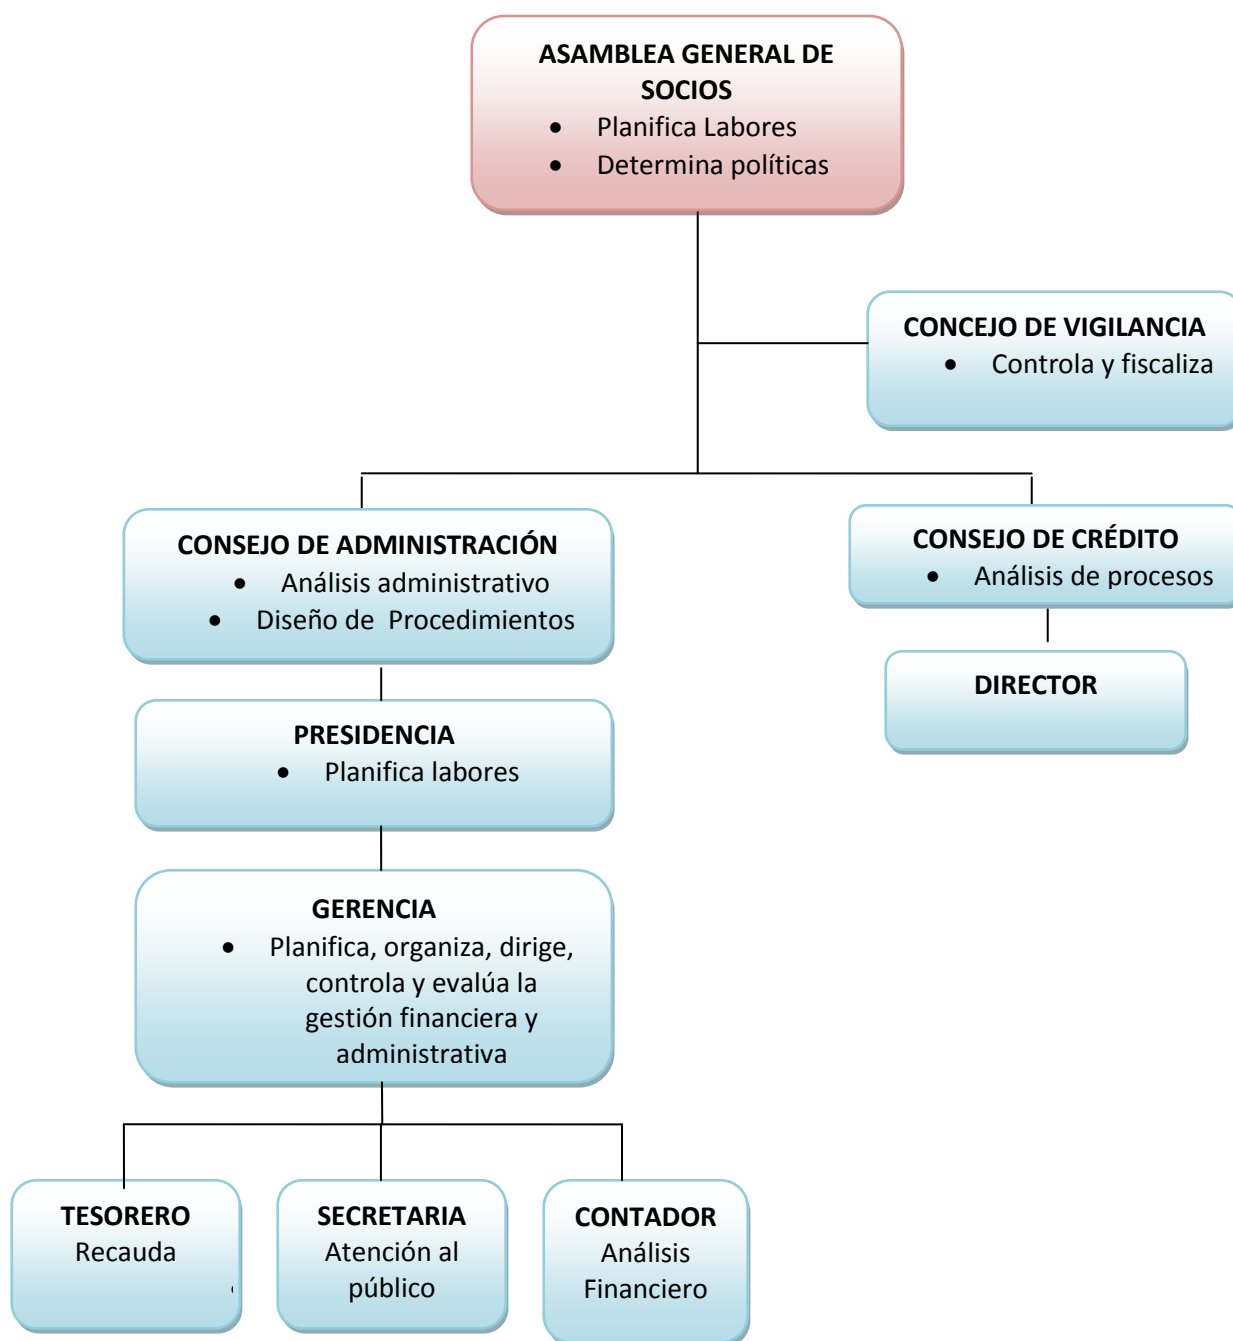 ASAMBLEA GENERAL DE
SOCIOS
• Planifica Labores
• Determina políticas
CONCEJO DE VIGILANCIA
• Controla y fiscaliza
CONSEJO DE ADMINISTRACIÓN
• Análisis administrativo
• Diseño de Procedimientos
CONSEJO DE CRÉDITO
• Análisis de procesos
DIRECTOR
PRESIDENCIA
• Planifica labores
GERENCIA
• Planifica, organiza, dirige,
controla y evalúa la
gestión financiera y
administrativa
TESORERO
Recauda
•
SECRETARIA
Atención al
público
CONTADOR
Análisis
Financiero